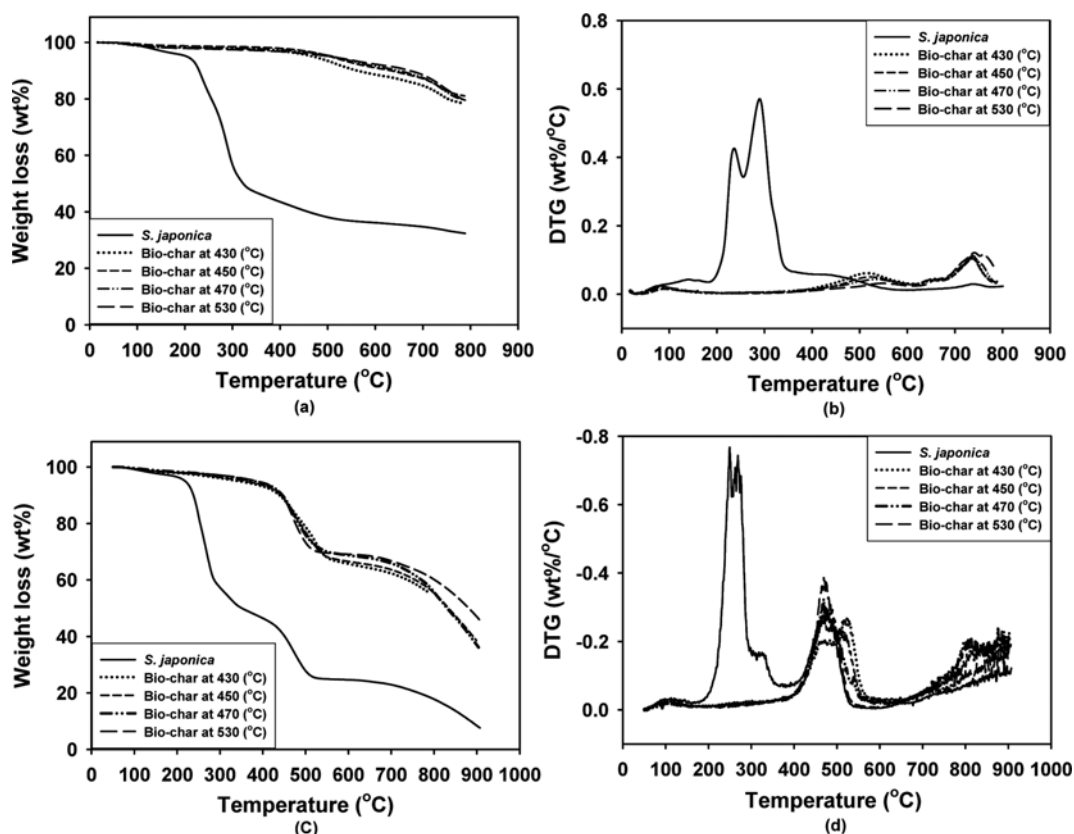 Weight loss (wt%)
100
80
60
40
20
0
S. japonica
Bio-char at 430 (°C)
Bio-char at 450 (°C)
Bio-char at 470 (°C)
Bio-char at 530 (°C)
0 100 200 300 400 500 600 700 800 900
Temperature (°C)
(a)
DTG (wt%/°C)
0.8
0.6
0.4
0.2
0.0
S. japonica
Bio-char at 430 (°C)
Bio-char at 450 (°C)
Bio-char at 470 (°C)
Bio-char at 530 (°C)
0 100 200 300 400 500 600 700 800 900
Temperature (°C)
(b)
Weight loss (wt%)
100
80
60
40
20
0
S. japonica
Bio-char at 430 (°C)
Bio-char at 450 (°C)
Bio-char at 470 (°C)
Bio-char at 530 (°C)
0 100 200 300 400 500 600 700 800 900 1000
Temperature (°C)
(C)
DTG (wt%/°C)
-0.8
-0.6
-0.4
-0.2
0.0
S. japonica
Bio-char at 430 (°C)
Bio-char at 450 (°C)
Bio-char at 470 (°C)
Bio-char at 530 (°C)
0 100 200 300 400 500 600 700 800 900 1000
Temperature (°C)
(d)